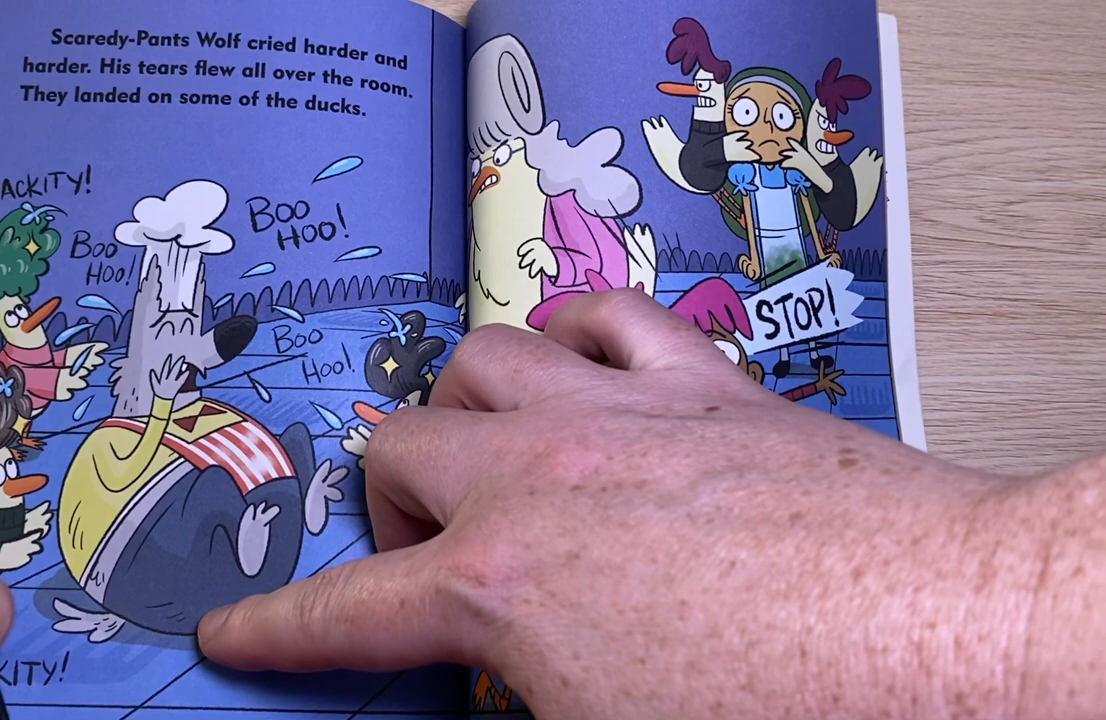 Scaredy-Pants Wolf cried harder and
harder. His tears flew all over the room.
They landed on some of the ducks.
ACKITY!
BOO
HOO!
BOO
HOO!
BOO
HOO!
STOP!
KITY!